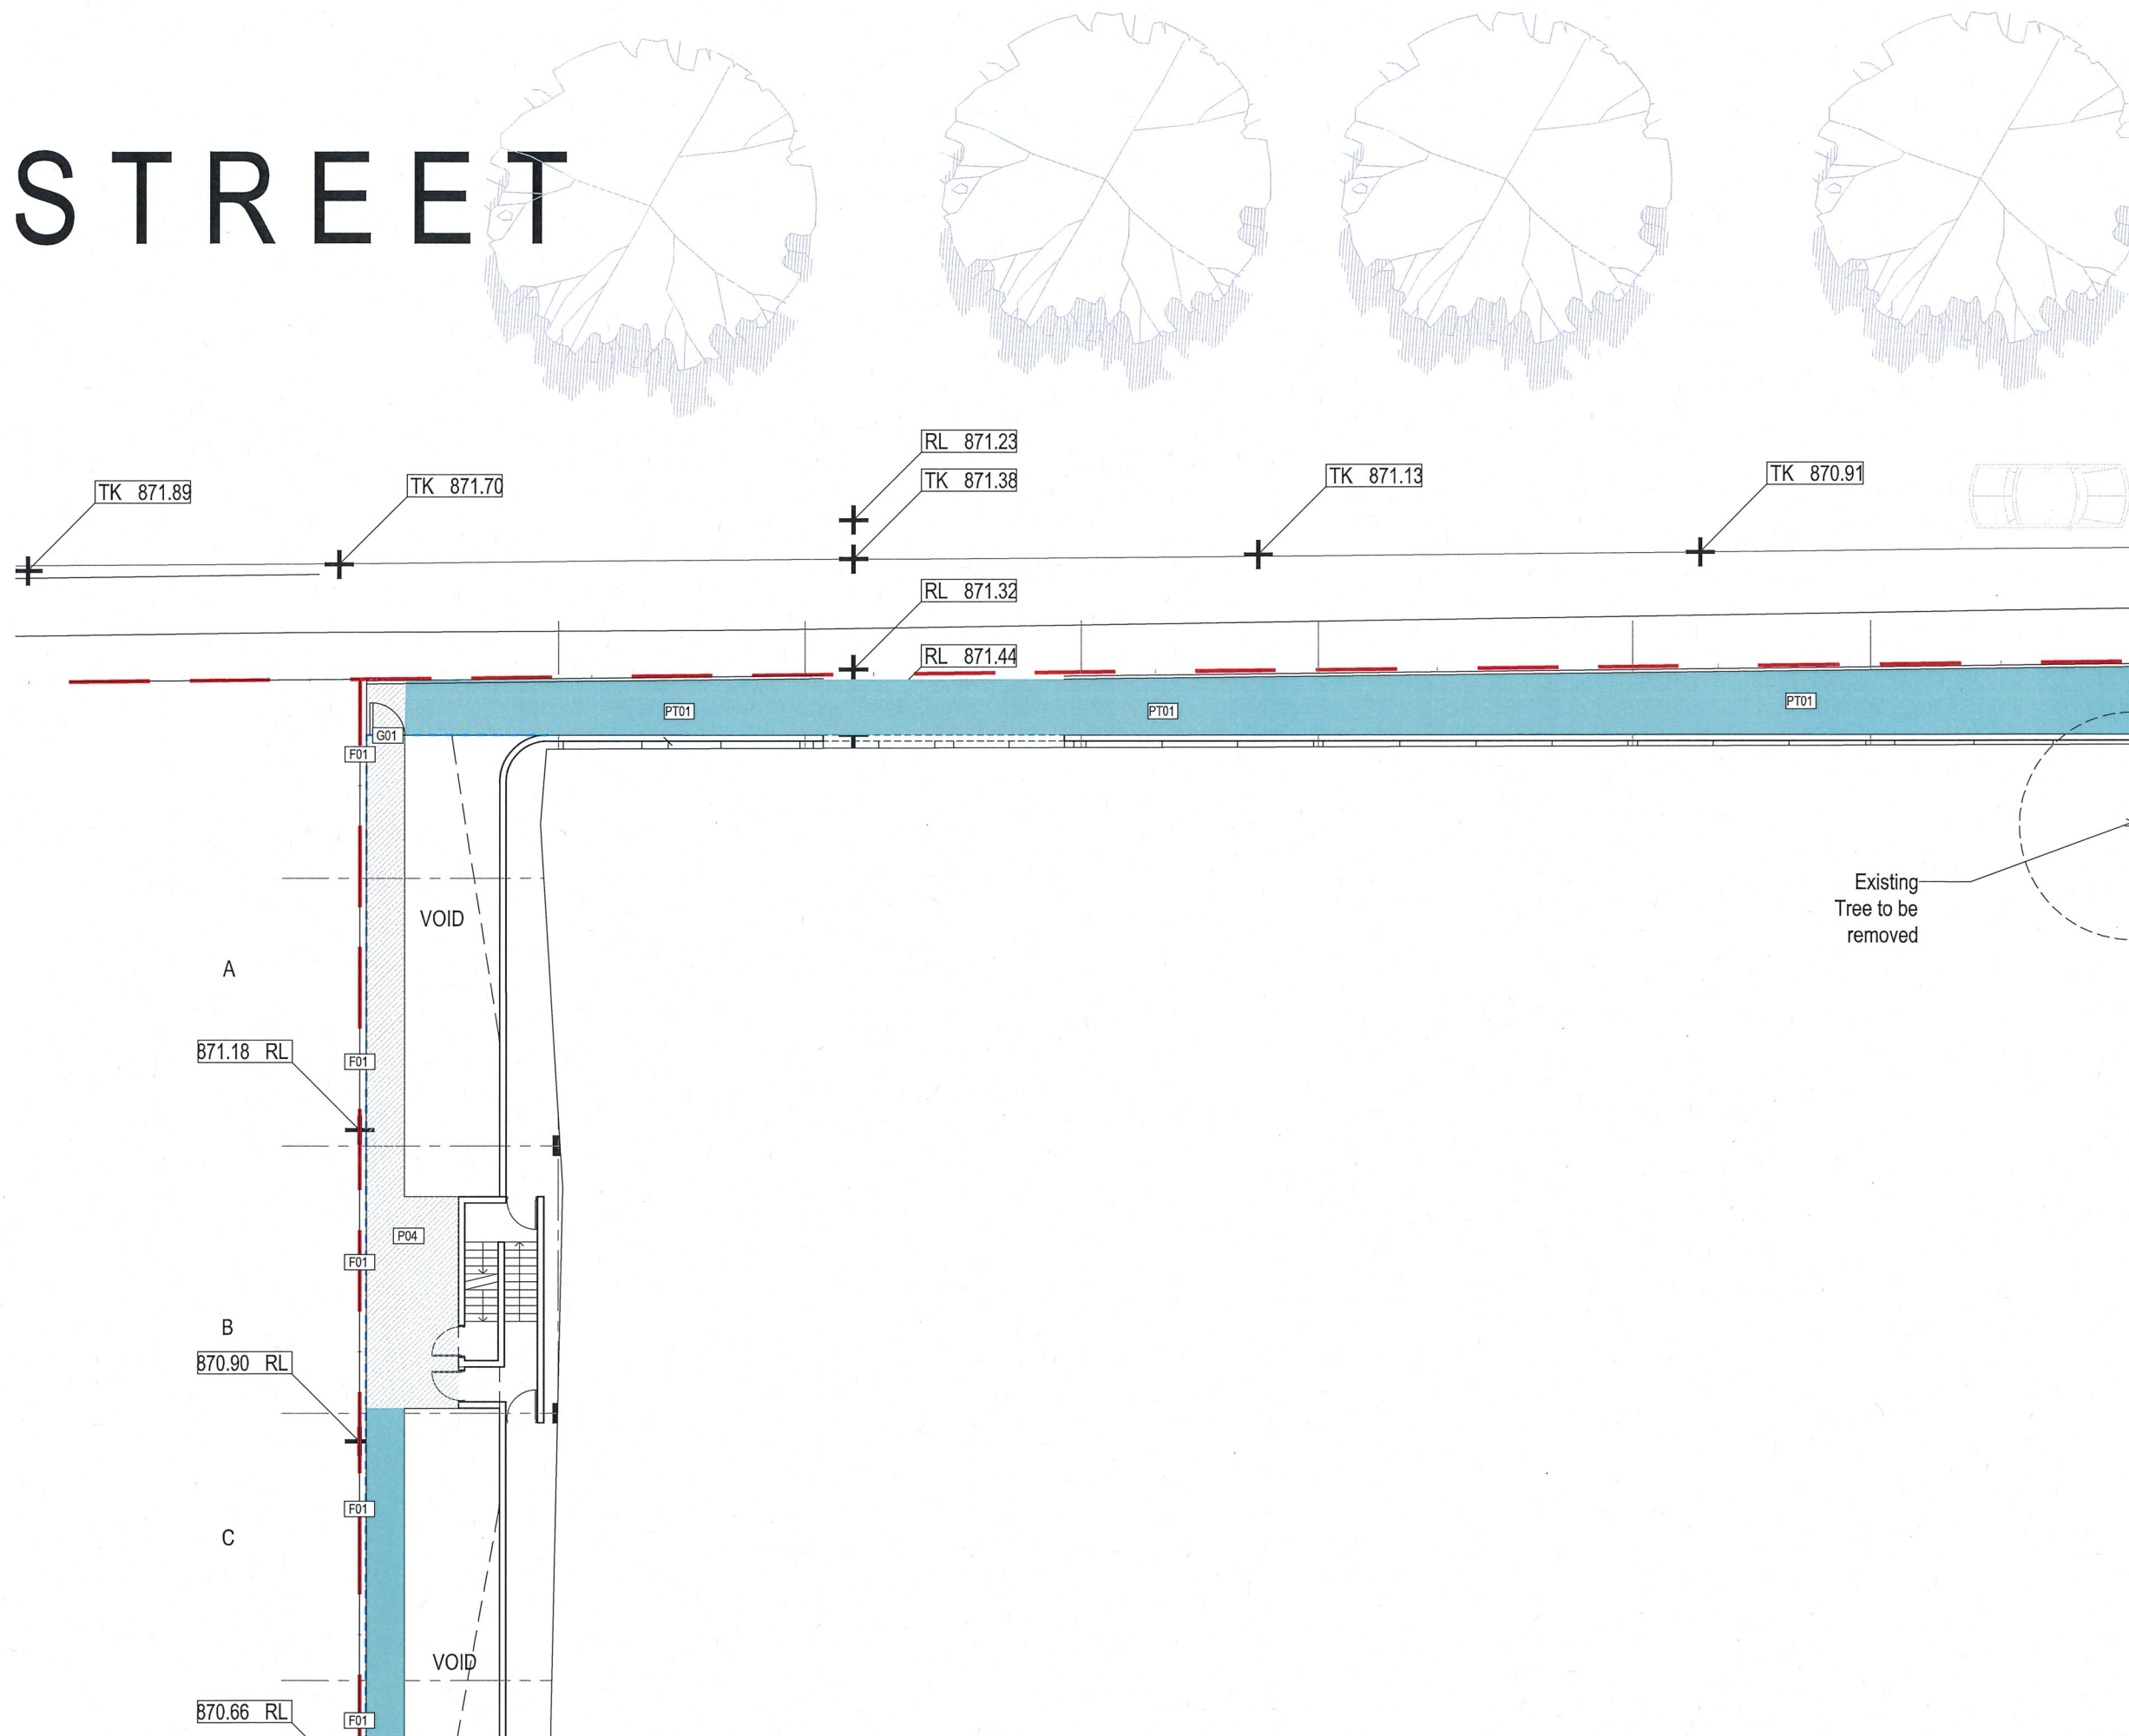 STREET
RL 871.23
TK 871.89
TK 871.70
TK 871.38
TK 871.13
TK 870.91
RL 871.32
RL 871.44
PT01
PT01
PT01
G01
F01
Existing
Tree to be
removed
VOID
A
871.18 RL
F01
P04
F01
B
870.90 RL
F01
C
VOID
870.66 RL
F01